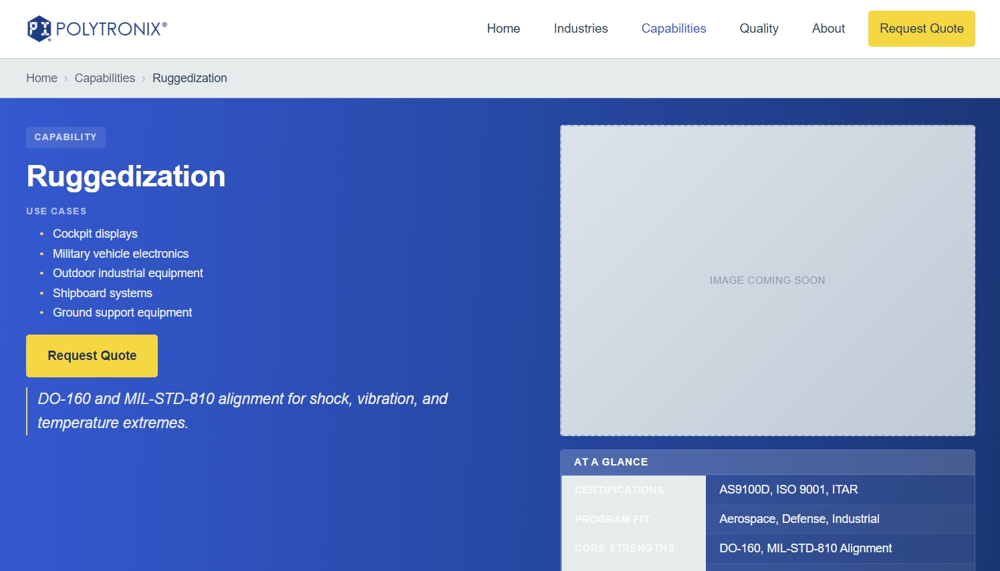 PI POLYTRONIX®
Home
Industries
Capabilities
Quality
About
Request Quote
Home › Capabilities › Ruggedization
CAPABILITY
Ruggedization
USE CASES
• Cockpit displays
• Military vehicle electronics
• Outdoor industrial equipment
• Shipboard systems
• Ground support equipment
Request Quote
DO-160 and MIL-STD-810 alignment for shock, vibration, and
temperature extremes.
IMAGE COMING SOON
AT A GLANCE
CERTIFICATIONS AS9100D, ISO 9001, ITAR
PROGRAM FIT Aerospace, Defense, Industrial
CORE STRENGTHS DO-160, MIL-STD-810 Alignment